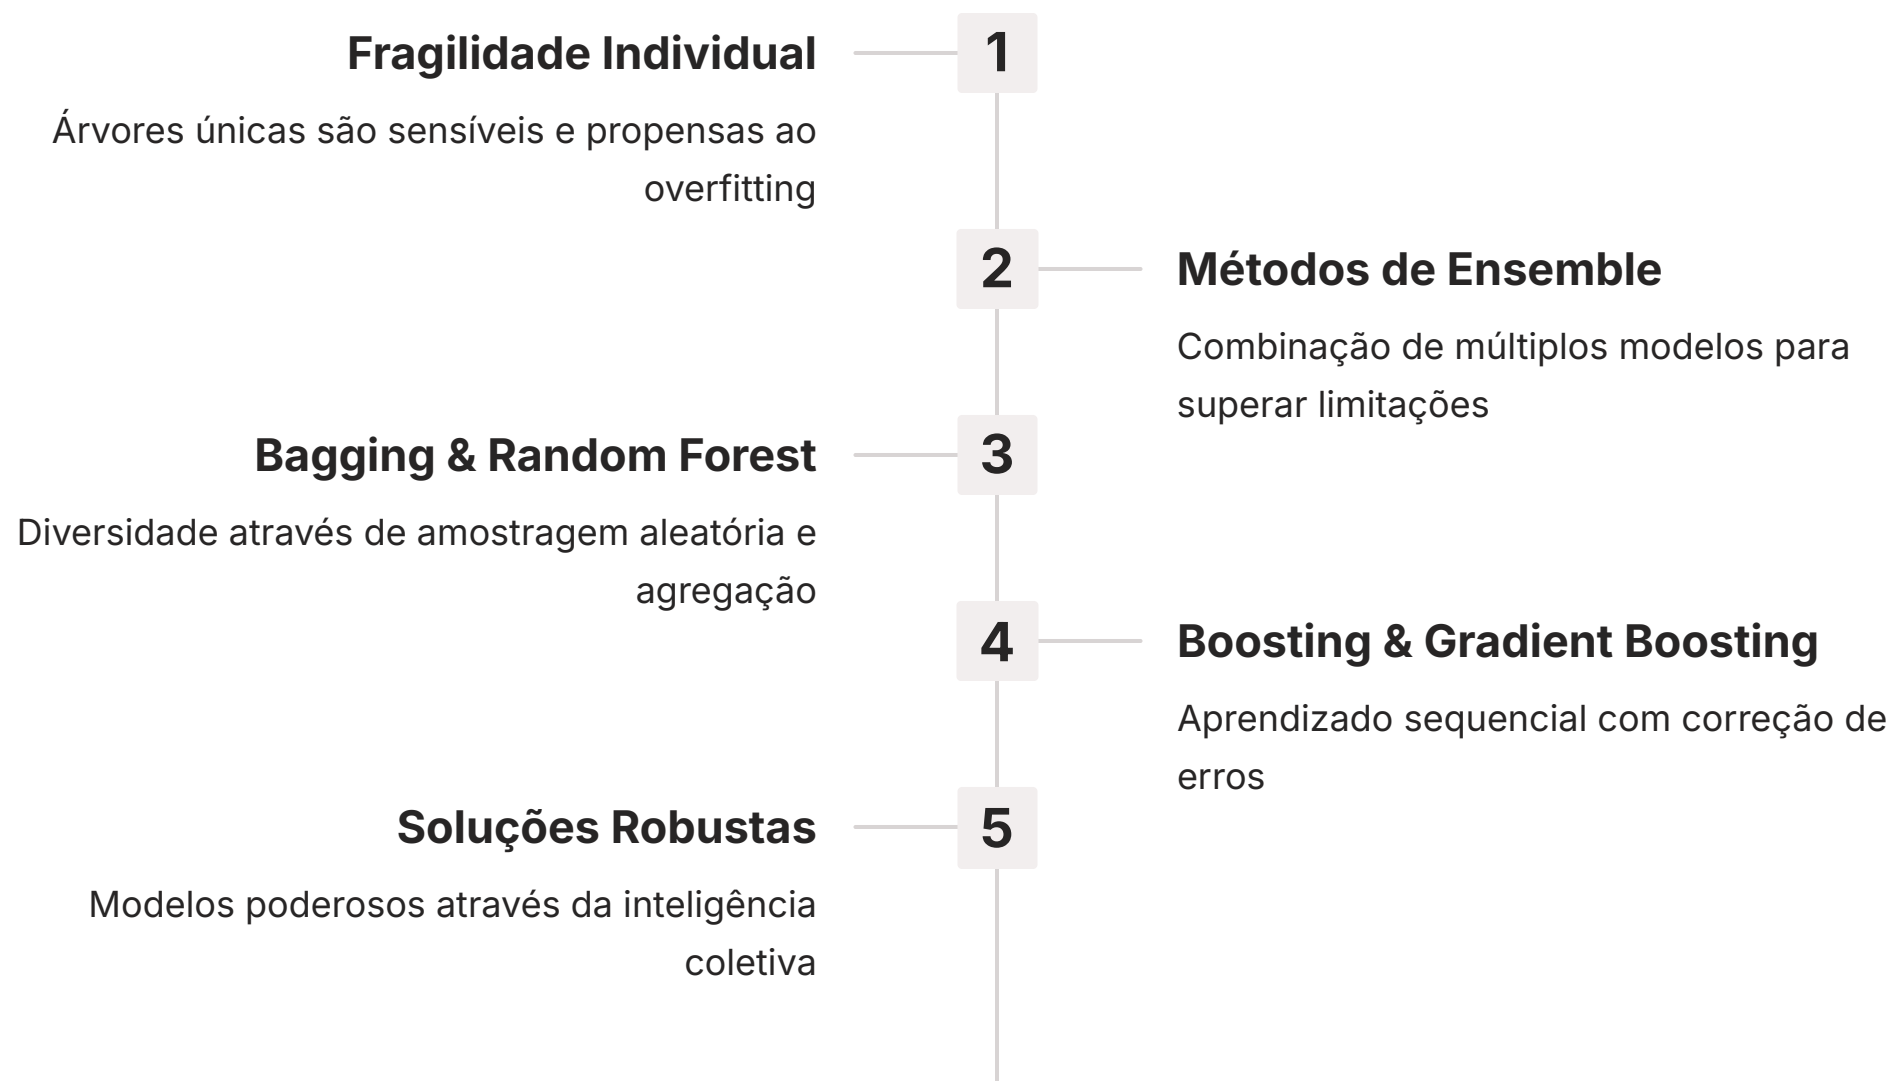 1
Fragilidade Individual
Árvores únicas são sensíveis e propensas ao
overfitting
2
Métodos de Ensemble
Combinação de múltiplos modelos para
superar limitações
3
Bagging & Random Forest
Diversidade através de amostragem aleatória e
agregação
4
Boosting & Gradient Boosting
Aprendizado sequencial com correção de
erros
5
Soluções Robustas
Modelos poderosos através da inteligência
coletiva